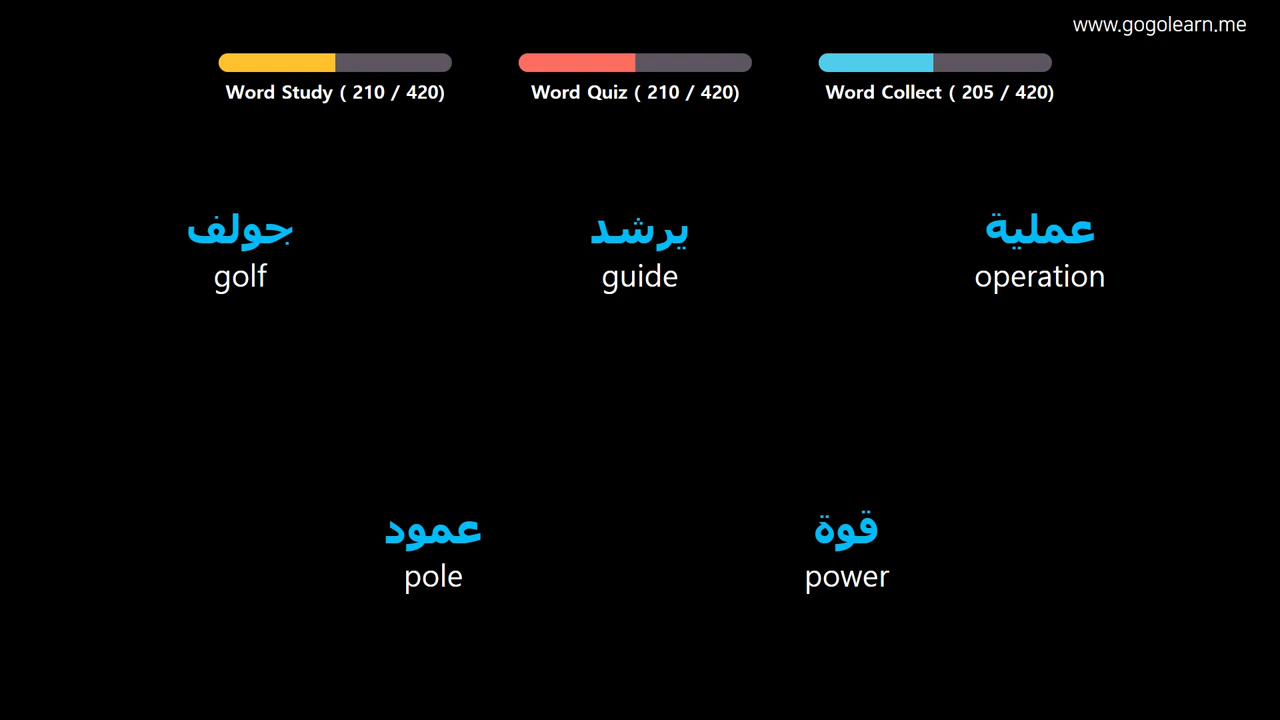 www.gogolearn.me
Word Study ( 210 / 420)
Word Quiz ( 210 / 420)
Word Collect ( 205 / 420)
جولف
golf
يرشد
guide
عملية
operation
عمود
pole
قوة
power